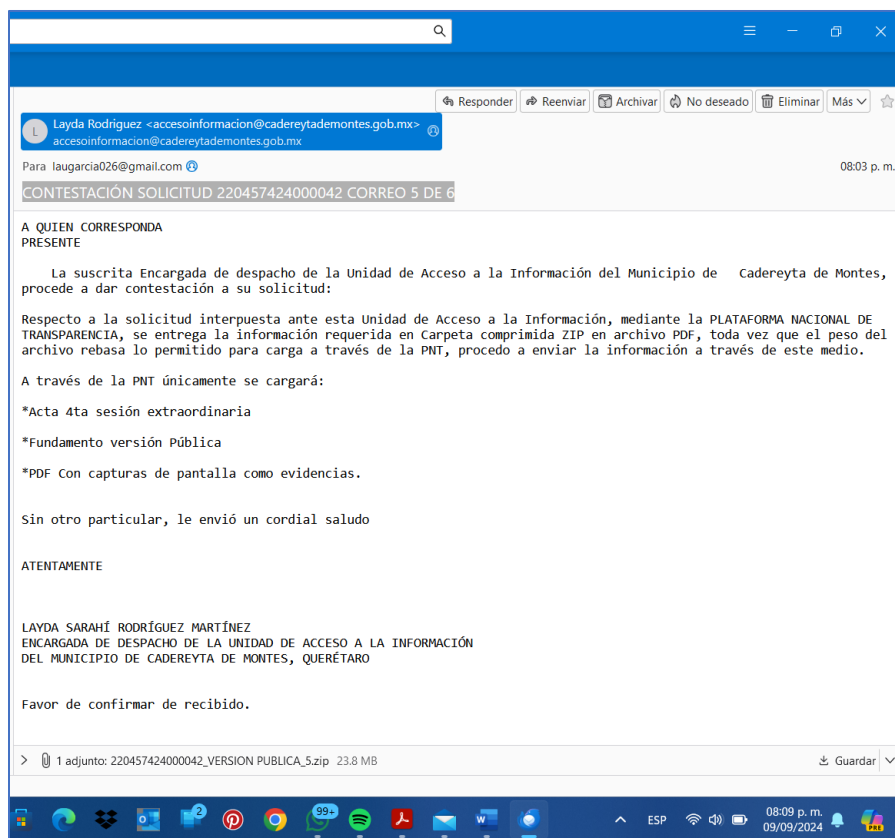 Responder Reenviar Archivar No deseado Eliminar Más
L
Layda Rodriguez <accesoinformacion@cadereytademontes.gob.mx>
accesoinformacion@cadereytademontes.gob.mx
Para laugarcia026@gmail.com 08:03 p. m.
CONTESTACIÓN SOLICITUD 220457424000042 CORREO 5 DE 6
A QUIEN CORRESPONDA
PRESENTE
La suscrita Encargada de despacho de la Unidad de Acceso a la Información del Municipio de Cadereyta de Montes,
procede a dar contestación a su solicitud:
Respecto a la solicitud interpuesta ante esta Unidad de Acceso a la Información, mediante la PLATAFORMA NACIONAL DE
TRANSPARENCIA, se entrega la información requerida en Carpeta comprimida ZIP en archivo PDF, toda vez que el peso del
archivo rebasa lo permitido para carga a través de la PNT, procedo a enviar la información a través de este medio.
A través de la PNT únicamente se cargará:
*Acta 4ta sesión extraordinaria
*Fundamento versión Pública
*PDF Con capturas de pantalla como evidencias.
Sin otro particular, le envió un cordial saludo
ATENTAMENTE
LAYDA SARAHÍ RODRÍGUEZ MARTÍNEZ
ENCARGADA DE DESPACHO DE LA UNIDAD DE ACCESO A LA INFORMACIÓN
DEL MUNICIPIO DE CADEREYTA DE MONTES, QUERÉTARO
Favor de confirmar de recibido.
1 adjunto: 220457424000042_VERSION PUBLICA_5.zip 23.8 MB Guardar
2 99+ ESP 08:09 p. m.
09/09/2024
PRE